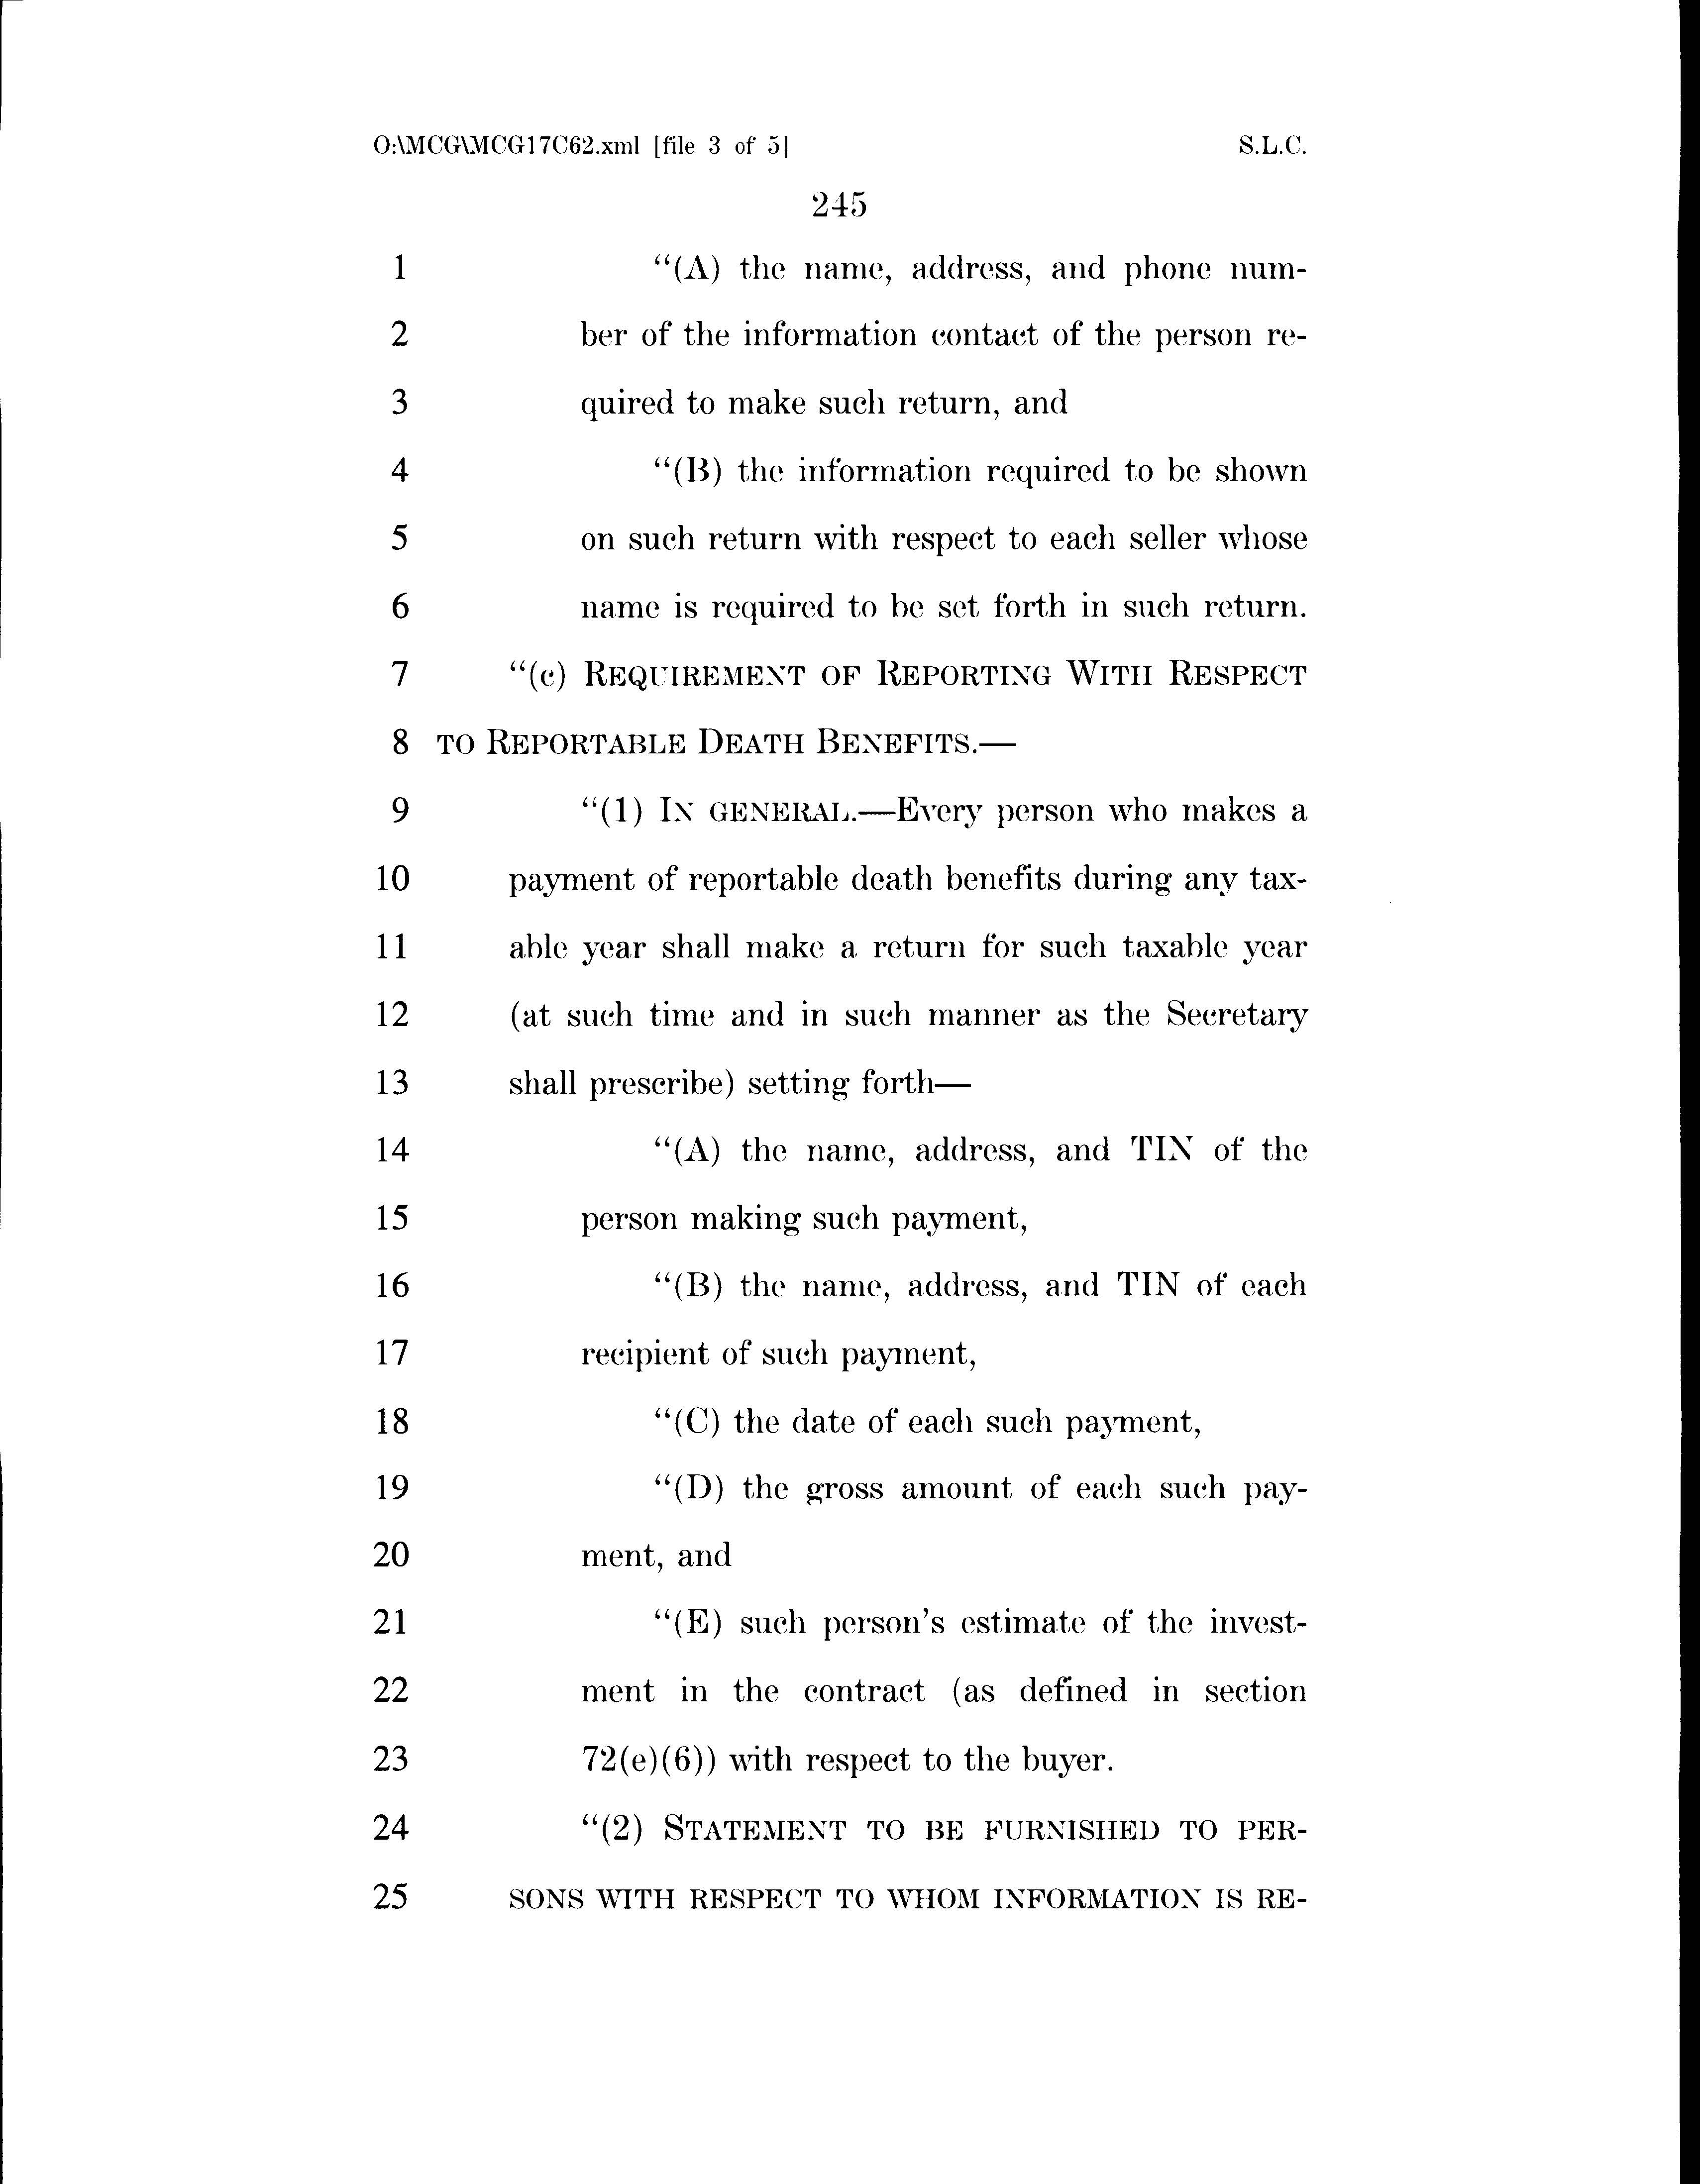 O:\MCG\MCG17C62.xml [file 3 of 5] S.L.C.
245
1 “(A) the name, address, and phone num-
2 ber of the information contact of the person re-
3 quired to make such return, and
4 “(B) the information required to be shown
5 on such return with respect to each seller whose
6 name is required to be set forth in such return.
7 “(c) REQUIREMENT OF REPORTING WITH RESPECT
8 TO REPORTABLE DEATH BENEFITS.—
9 “(1) IN GENERAL.—Every person who makes a
10 payment of reportable death benefits during any tax-
11 able year shall make a return for such taxable year
12 (at such time and in such manner as the Secretary
13 shall prescribe) setting forth—
14 “(A) the name, address, and TIN of the
15 person making such payment,
16 “(B) the name, address, and TIN of each
17 recipient of such payment,
18 “(C) the date of each such payment,
19 “(D) the gross amount of each such pay-
20 ment, and
21 “(E) such person’s estimate of the invest-
22 ment in the contract (as defined in section
23 72(e)(6)) with respect to the buyer.
24 “(2) STATEMENT TO BE FURNISHED TO PER-
25 SONS WITH RESPECT TO WHOM INFORMATION IS RE-